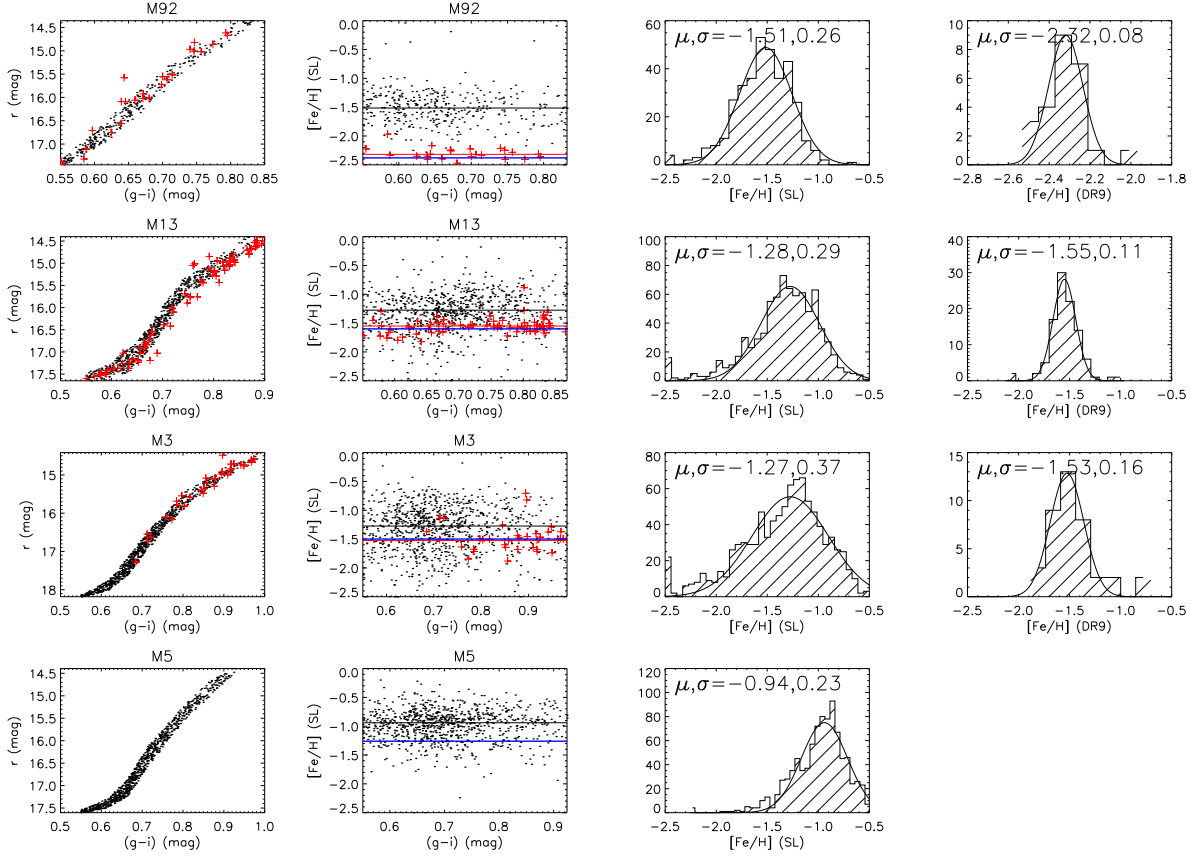 M92
M92
14.5
15.0
15.5
16.0
16.5
17.0
r (mag)
0.55 0.60 0.65 0.70 0.75 0.80 0.85
(g-i) (mag)
0.0
-0.5
-1.0
-1.5
-2.0
-2.5
[Fe/H] (SL)
0.60 0.65 0.70 0.75 0.80
(g-i) (mag)
μ,σ=-1.51,0.26
60
40
20
0
-2.5 -2.0 -1.5 -1.0 -0.5
[Fe/H] (SL)
μ,σ=-2.32,0.08
10
8
6
4
2
0
-2.8 -2.6 -2.4 -2.2 -2.0 -1.8
[Fe/H] (DR9)
M13
M13
14.5
15.0
15.5
16.0
16.5
17.0
17.5
r (mag)
0.5 0.6 0.7 0.8 0.9
(g-i) (mag)
0.0
-0.5
-1.0
-1.5
-2.0
-2.5
[Fe/H] (SL)
0.60 0.65 0.70 0.75 0.80 0.85
(g-i) (mag)
μ,σ=-1.28,0.29
100
80
60
40
20
0
-2.5 -2.0 -1.5 -1.0 -0.5
[Fe/H] (SL)
μ,σ=-1.55,0.11
40
30
20
10
0
-2.5 -2.0 -1.5 -1.0 -0.5
[Fe/H] (DR9)
M3
M3
15
16
17
18
r (mag)
0.5 0.6 0.7 0.8 0.9 1.0
(g-i) (mag)
0.0
-0.5
-1.0
-1.5
-2.0
-2.5
[Fe/H] (SL)
0.6 0.7 0.8 0.9
(g-i) (mag)
μ,σ=-1.27,0.37
80
60
40
20
0
-2.5 -2.0 -1.5 -1.0 -0.5
[Fe/H] (SL)
μ,σ=-1.53,0.16
15
10
5
0
-2.5 -2.0 -1.5 -1.0 -0.5
[Fe/H] (DR9)
M5
M5
14.5
15.0
15.5
16.0
16.5
17.0
17.5
r (mag)
0.5 0.6 0.7 0.8 0.9 1.0
(g-i) (mag)
0.0
-0.5
-1.0
-1.5
-2.0
-2.5
[Fe/H] (SL)
0.6 0.7 0.8 0.9
(g-i) (mag)
μ,σ=-0.94,0.23
120
100
80
60
40
20
0
-2.5 -2.0 -1.5 -1.0 -0.5
[Fe/H] (SL)